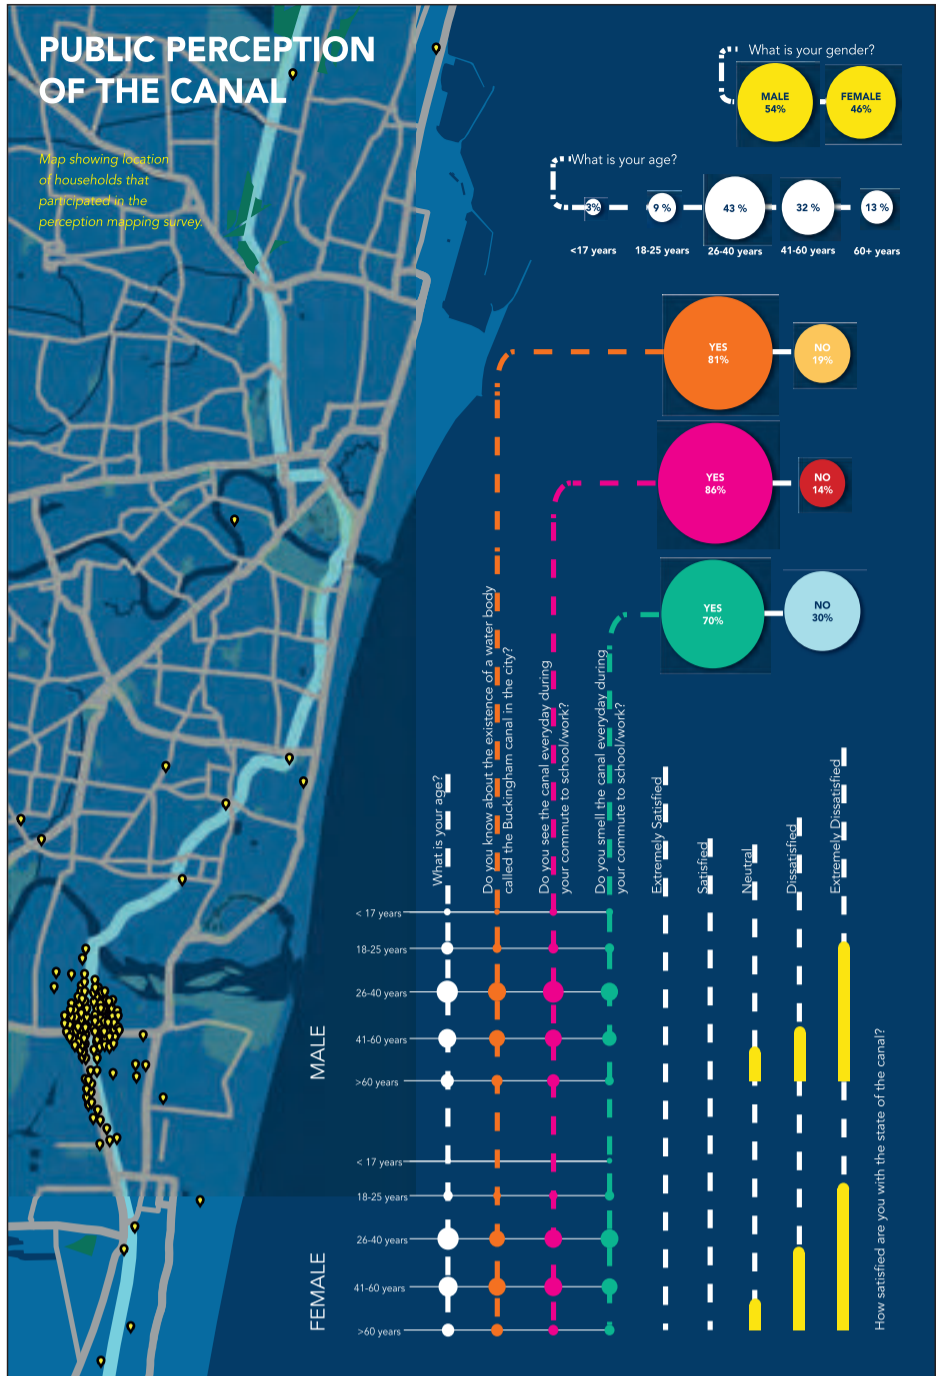 PUBLIC PERCEPTION
OF THE CANAL
Map showing location
of households that
participated in the
perception mapping survey.
What is your gender?
MALE
54%
FEMALE
46%
What is your age?
3%
9 %
43 %
32 %
13 %
<17 years
18-25 years
26-40 years
41-60 years
60+ years
YES
81%
NO
19%
YES
86%
NO
14%
YES
70%
NO
30%
What is your age?
Do you know about the existence of a water body
called the Buckingham canal in the city?
Do you see the canal everyday during
your commute to school/work?
Do you smell the canal everyday during
your commute to school/work?
Extremely Satisfied
Satisfied
Neutral
Dissatisfied
Extremely Dissatisfied
MALE
< 17 years
18-25 years
26-40 years
41-60 years
>60 years
FEMALE
< 17 years
18-25 years
26-40 years
41-60 years
>60 years
How satisfied are you with the state of the canal?